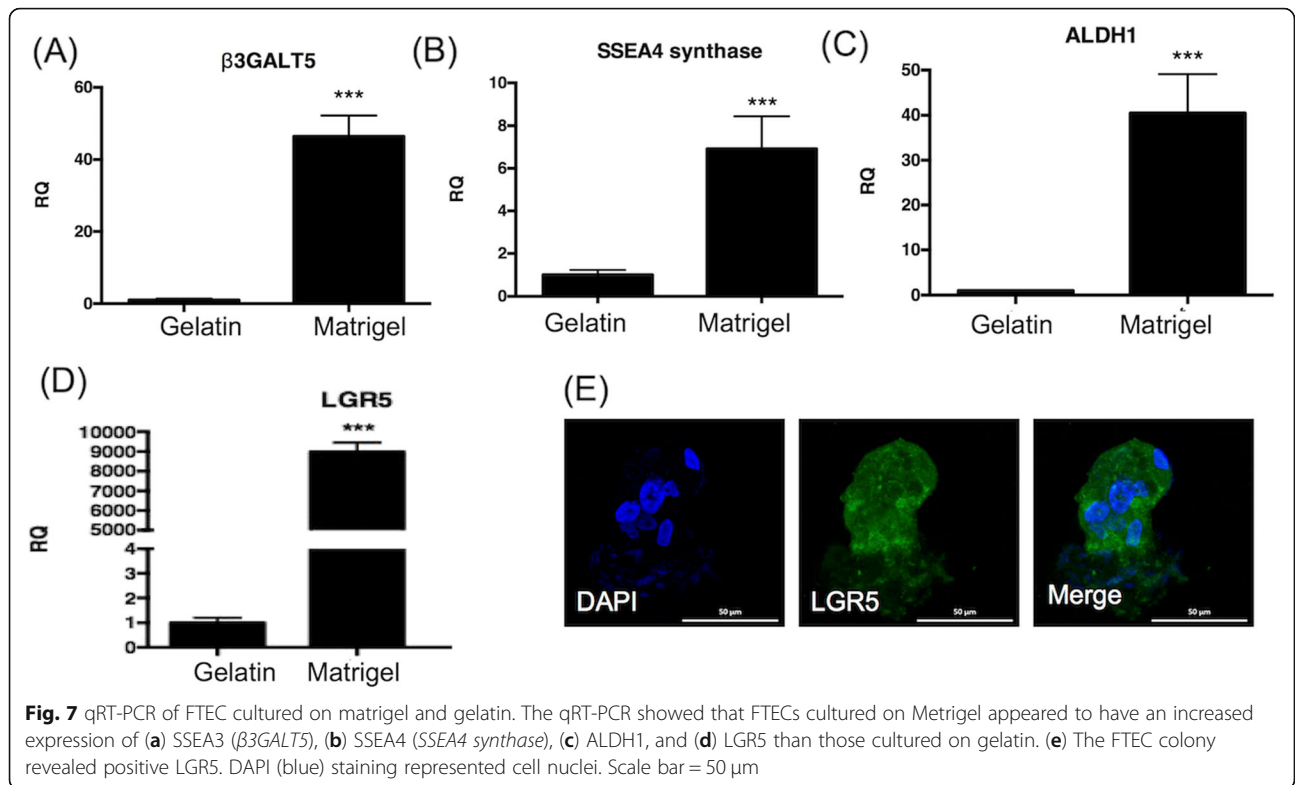 (A)
β3GALT5
60
40
20
0
RQ
***
Gelatin Matrigel
(B)
SSEA4 synthase
10
8
6
4
2
0
RQ
***
Gelatin Matrigel
(C)
ALDH1
50
40
30
20
10
0
RQ
***
Gelatin Matrigel
(D)
LGR5
10000
9000
8000
7000
6000
5000
4
3
2
1
0
RQ
***
Gelatin Matrigel
(E)
DAPI
50 µm
LGR5
50 µm
Merge
50 µm
Fig. 7 qRT-PCR of FTEC cultured on matrigel and gelatin. The qRT-PCR showed that FTECs cultured on Metrigel appeared to have an increased
expression of (a) SSEA3 (β3GALT5), (b) SSEA4 (SSEA4 synthase), (c) ALDH1, and (d) LGR5 than those cultured on gelatin. (e) The FTEC colony
revealed positive LGR5. DAPI (blue) staining represented cell nuclei. Scale bar = 50 µm